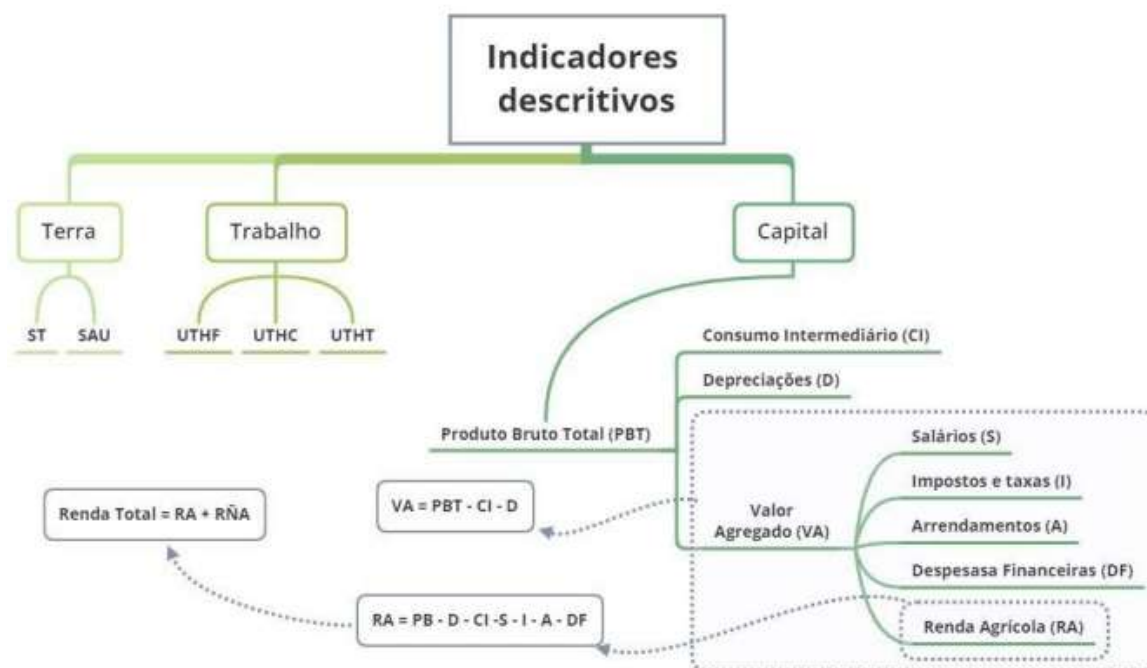 Indicadores
descritivos
Terra
Trabalho
Capital
ST
SAU
UTHF
UTHC
UTHT
Consumo Intermediário (CI)
Depreciações (D)
Produto Bruto Total (PBT)
Salários (S)
Impostos e taxas (I)
Valor
Agregado (VA)
Arrendamentos (A)
Despesasa Financeiras (DF)
Renda Agrícola (RA)
VA = PBT - CI - D
Renda Total = RA + RÑA
RA = PB - D - CI -S - I - A - DF